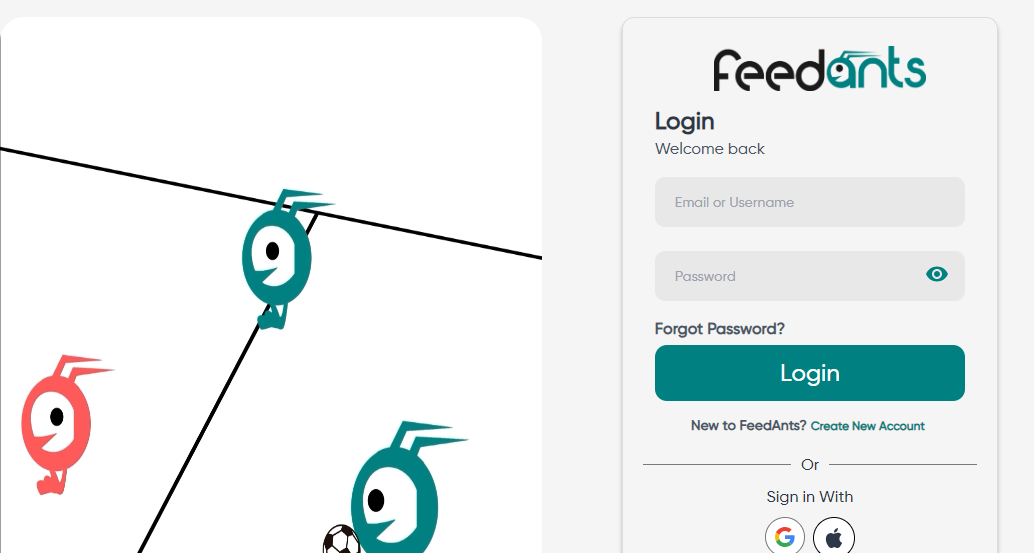 feedants
Login
Welcome back
Email or Username
Password
Forgot Password?
Login
New to FeedAnts? Create New Account
Or
Sign in With